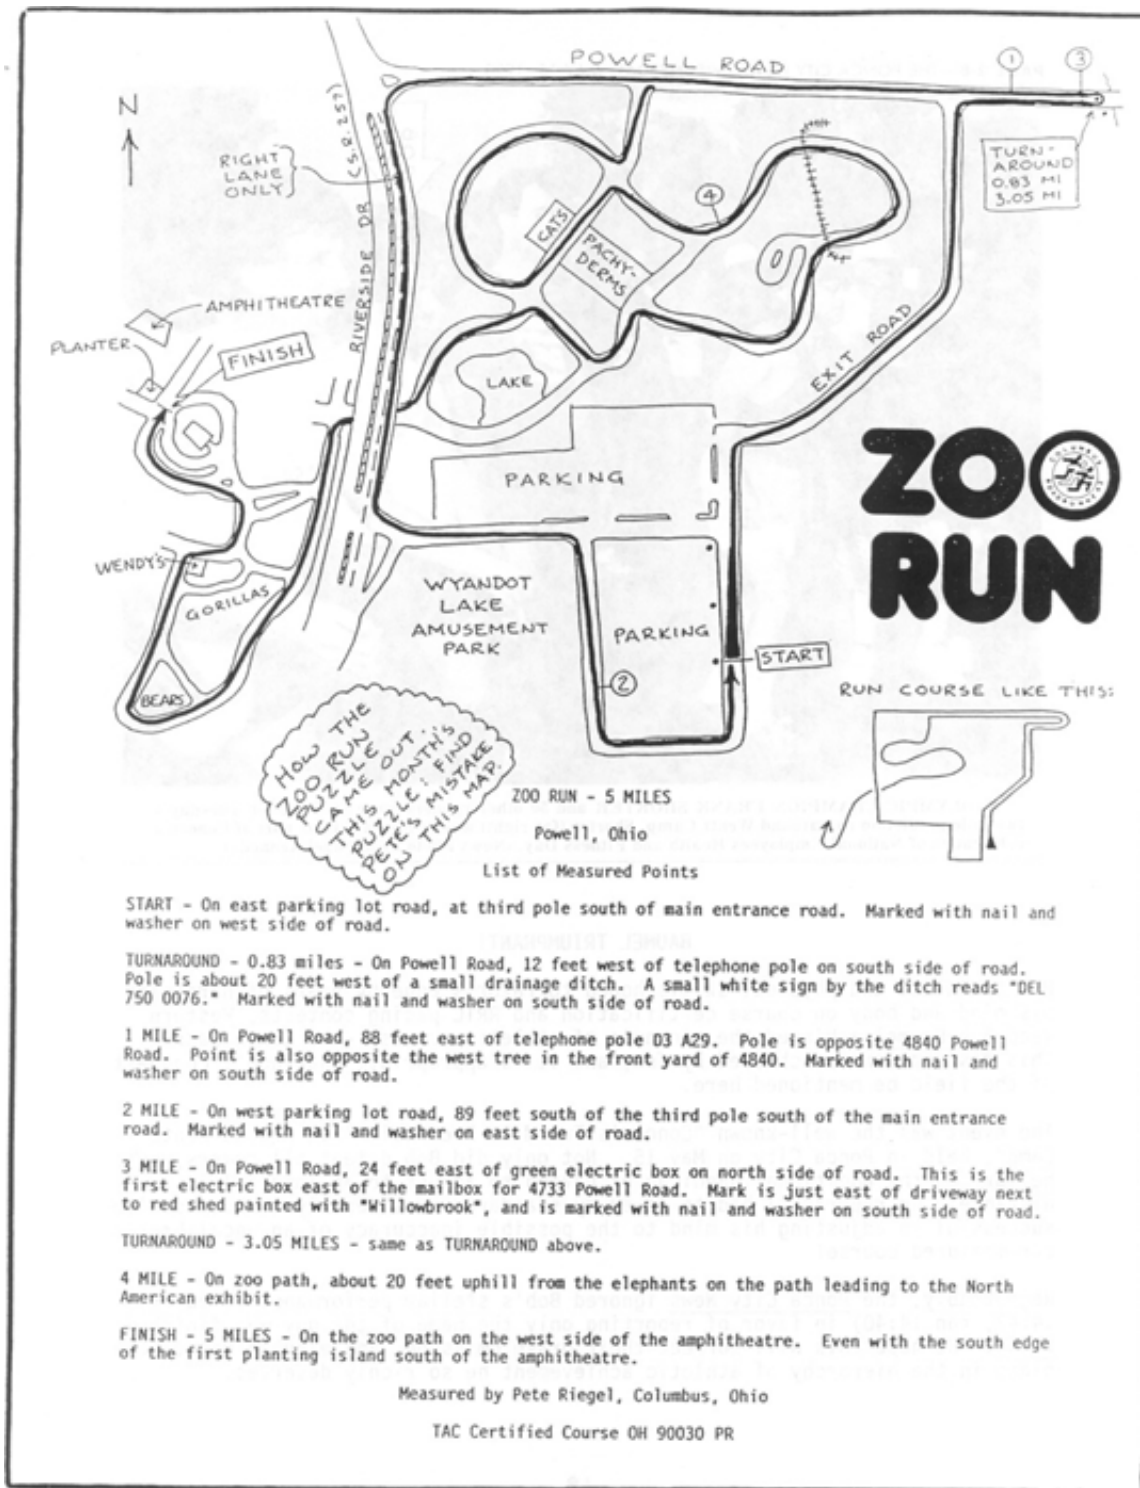 POWELL ROAD
1
3
N
(S.R. 257)
RIGHT
LANE
ONLY
TURN-
AROUND
0.83 MI
3.05 MI
4
CATS
PACHY-
DERMS
RIVERSIDE DR
AMPHITHEATRE
PLANTER
FINISH
LAKE
EXIT ROAD
PARKING
ZOO
RUN
WENDY'S
GORILLAS
WYANDOT
LAKE
AMUSEMENT
PARK
PARKING
START
2
BEARS
RUN COURSE LIKE THIS:
HOW THE
ZOO RUN
PUZZLE
CAME OUT.
THIS MONTH'S
PUZZLE: FIND
PETE'S MISTAKE
ON THIS MAP.
ZOO RUN - 5 MILES
Powell, Ohio
List of Measured Points
START - On east parking lot road, at third pole south of main entrance road. Marked with nail and
washer on west side of road.
TURNAROUND - 0.83 miles - On Powell Road, 12 feet west of telephone pole on south side of road.
Pole is about 20 feet west of a small drainage ditch. A small white sign by the ditch reads "DEL
750 0076." Marked with nail and washer on south side of road.
1 MILE - On Powell Road, 88 feet east of telephone pole D3 A29. Pole is opposite 4840 Powell
Road. Point is also opposite the west tree in the front yard of 4840. Marked with nail and
washer on south side of road.
2 MILE - On west parking lot road, 89 feet south of the third pole south of the main entrance
road. Marked with nail and washer on east side of road.
3 MILE - On Powell Road, 24 feet east of green electric box on north side of road. This is the
first electric box east of the mailbox for 4733 Powell Road. Mark is just east of driveway next
to red shed painted with "Willowbrook", and is marked with nail and washer on south side of road.
TURNAROUND - 3.05 MILES - same as TURNAROUND above.
4 MILE - On zoo path, about 20 feet uphill from the elephants on the path leading to the North
American exhibit.
FINISH - 5 MILES - On the zoo path on the west side of the amphitheatre. Even with the south edge
of the first planting island south of the amphitheatre.
Measured by Pete Riegel, Columbus, Ohio
TAC Certified Course OH 90030 PR